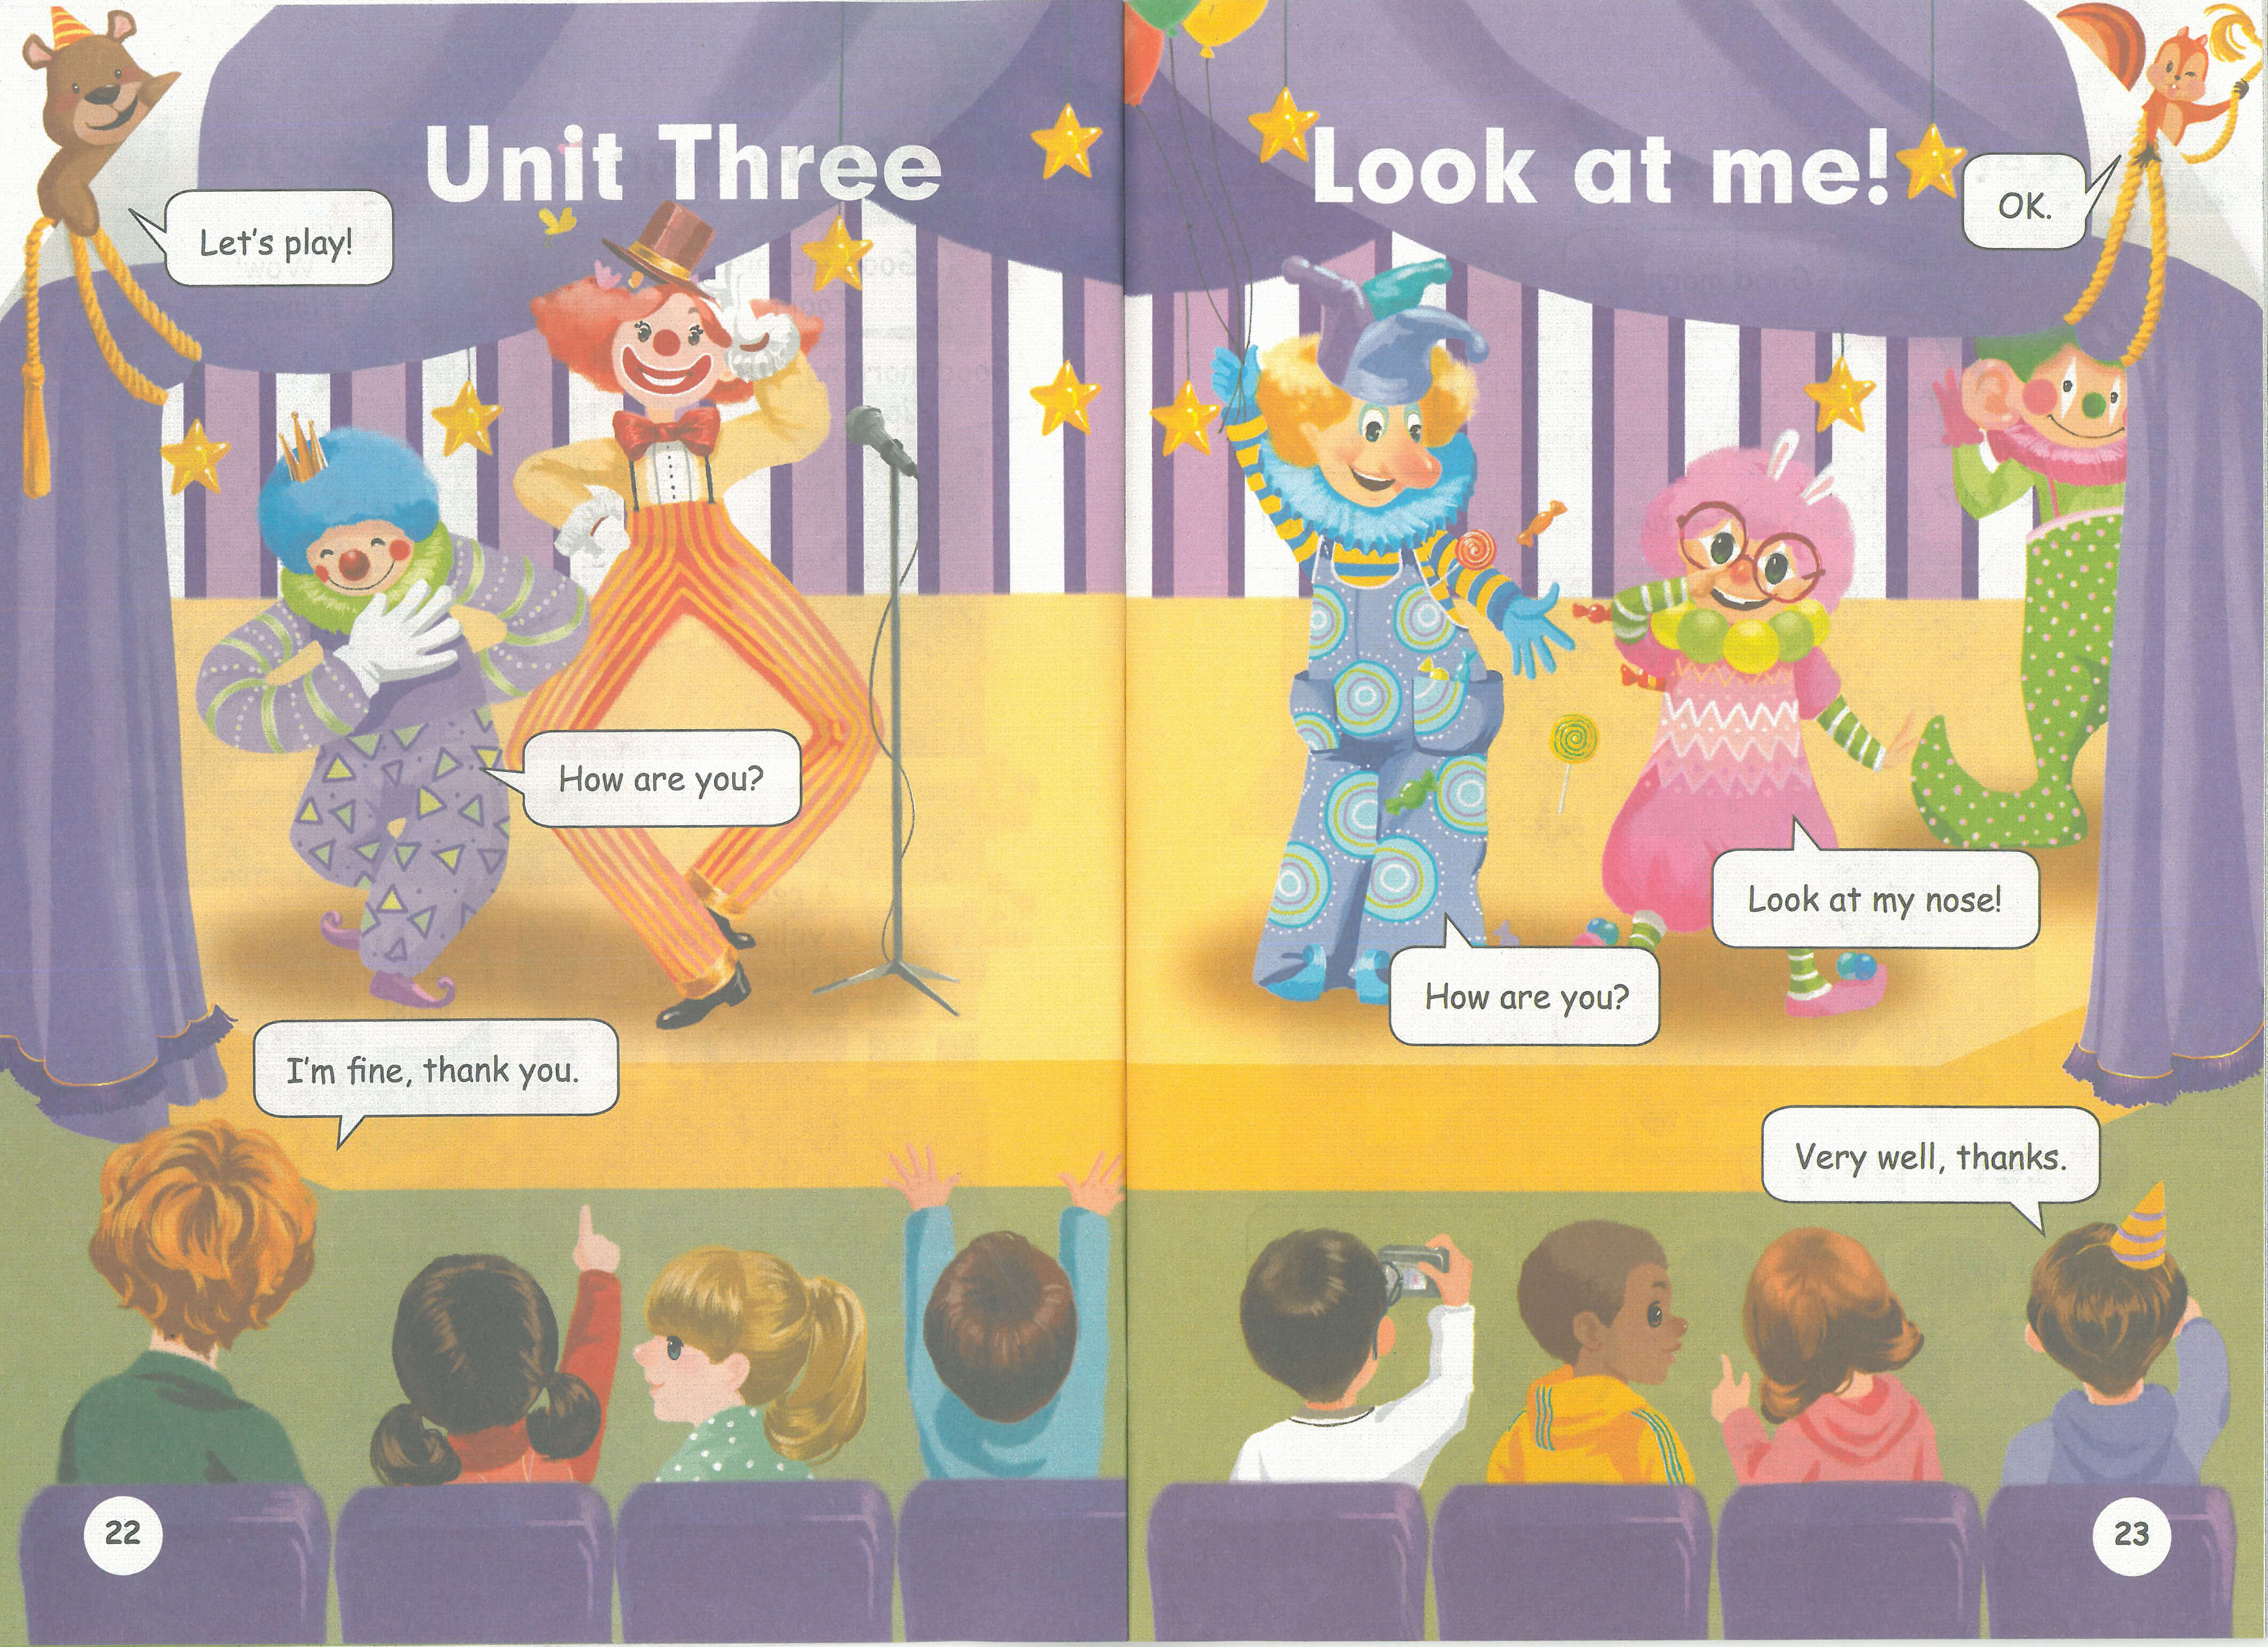 Unit Three
Let's play!
How are you?
I'm fine, thank you.
22
Look at me!
OK.
Look at my nose!
How are you?
Very well, thanks.
23